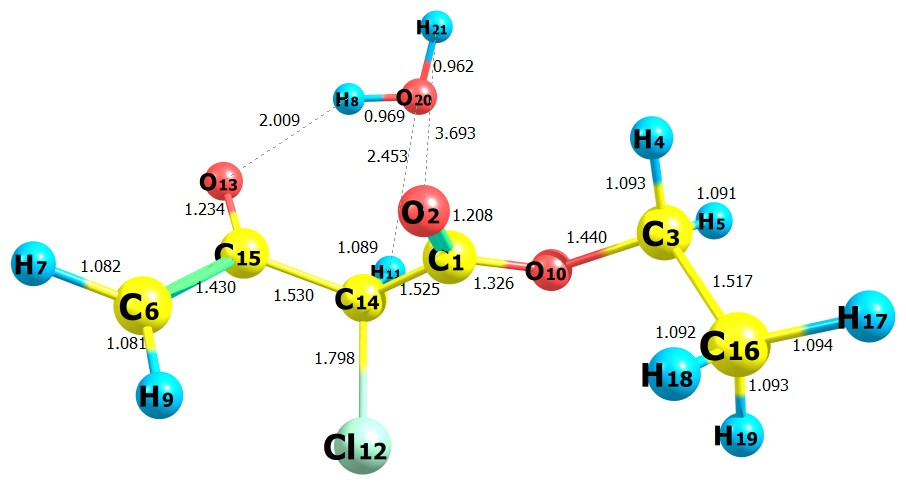 H21
0.962
H8
O20
0.969
2.009
3.693
2.453
H4
O13
1.093
1.091
1.234
O2
1.208
H5
C15
1.089
C1
1.440
C3
H7
1.082
H11
O10
1.430
1.530
1.525
1.326
1.517
C6
C14
1.092
H17
1.081
1.798
C16
1.094
H18
1.093
H9
H19
Cl12